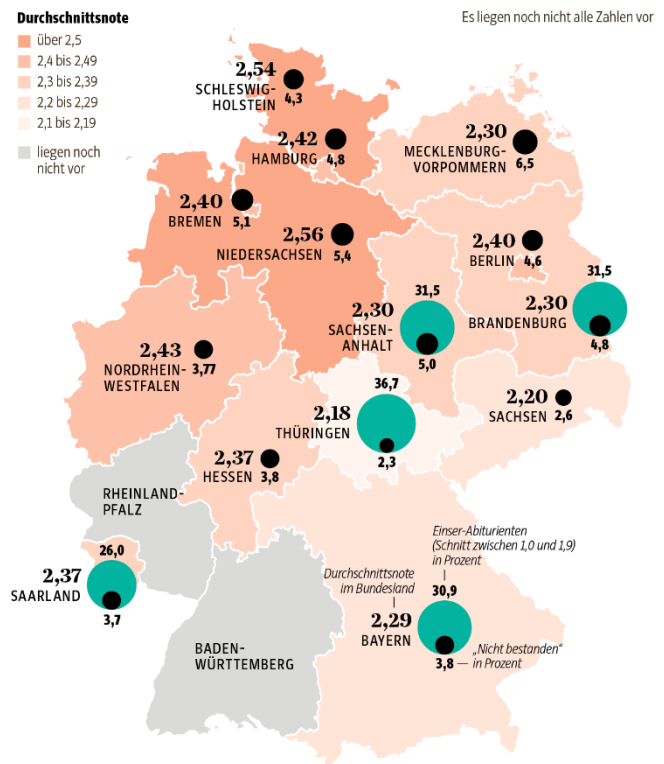 Durchschnittsnote
über 2,5
2,4 bis 2,49
2,3 bis 2,39
2,2 bis 2,29
2,1 bis 2,19
liegen noch
nicht vor
Es liegen noch nicht alle Zahlen vor
2,54
SCHLESWIG-
HOLSTEIN
4,3
2,42
HAMBURG
4,8
2,30
MECKLENBURG-
VORPOMMERN
6,5
2,40
BREMEN
5,1
2,56
NIEDERSACHSEN
5,4
2,40
BERLIN
4,6
31,5
2,30
BRANDENBURG
4,8
31,5
2,30
SACHSEN-
ANHALT
5,0
2,43
NORDRHEIN-
WESTFALEN
3,77
36,7
2,18
THÜRINGEN
2,3
2,20
SACHSEN
2,6
2,37
HESSEN
3,8
RHEINLAND-
PFALZ
26,0
2,37
SAARLAND
3,7
BADEN-
WÜRTTEMBERG
Einser-Abiturienten
(Schnitt zwischen 1,0 und 1,9)
in Prozent
Durchschnittsnote
im Bundesland
30,9
2,29
BAYERN
3,8
„Nicht bestanden“
in Prozent